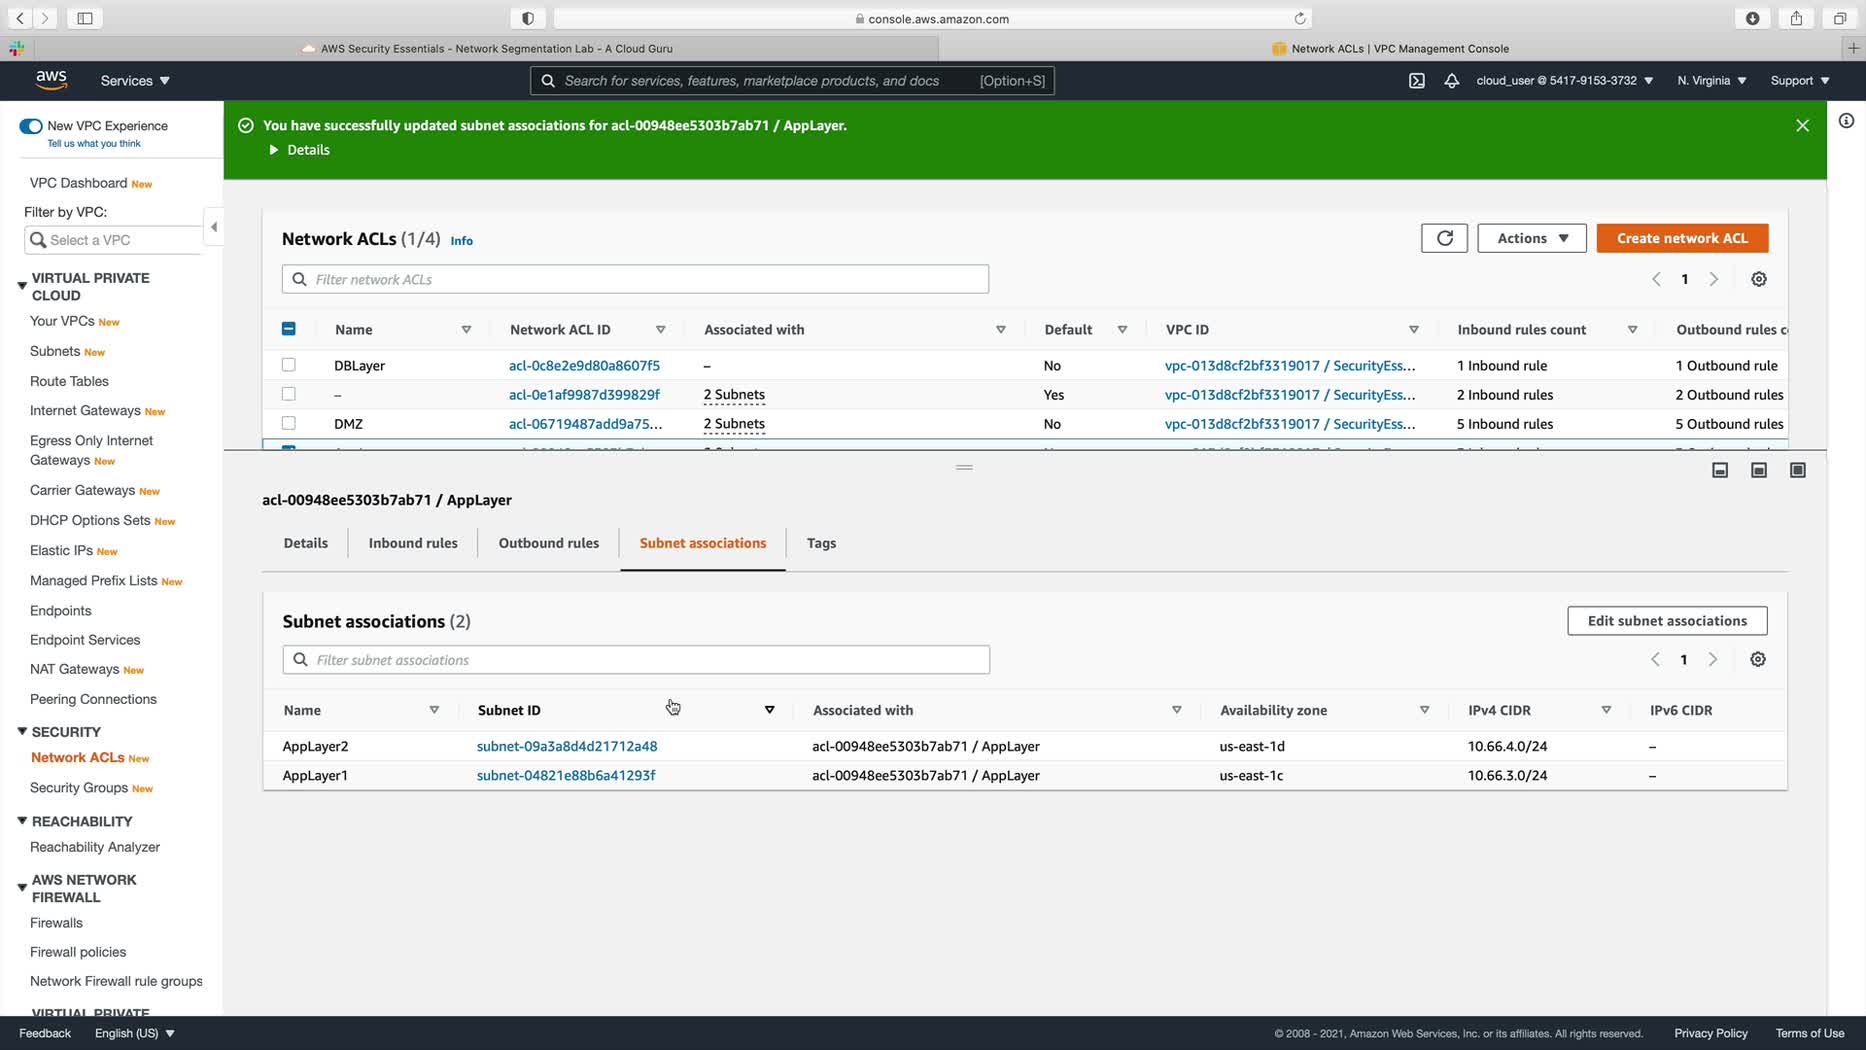 console.aws.amazon.com
AWS Security Essentials - Network Segmentation Lab - A Cloud Guru
Network ACLs | VPC Management Console
aws
Services
Search for services, features, marketplace products, and docs [Option+S]
cloud_user @ 5417-9153-3732
N. Virginia
Support
New VPC Experience
Tell us what you think
You have successfully updated subnet associations for acl-00948ee5303b7ab71 / AppLayer.
Details
VPC Dashboard New
Filter by VPC:
Select a VPC
VIRTUAL PRIVATE
CLOUD
Your VPCs New
Subnets New
Route Tables
Internet Gateways New
Egress Only Internet
Gateways New
Carrier Gateways New
DHCP Options Sets New
Elastic IPs New
Managed Prefix Lists New
Endpoints
Endpoint Services
NAT Gateways New
Peering Connections
SECURITY
Network ACLs New
Security Groups New
REACHABILITY
Reachability Analyzer
AWS NETWORK
FIREWALL
Firewalls
Firewall policies
Network Firewall rule groups
VIRTUAL PRIVATE
Network ACLs (1/4) Info
Actions
Create network ACL
Filter network ACLs
1
Name Network ACL ID Associated with Default VPC ID Inbound rules count Outbound rules c
DBLayer acl-0c8e2e9d80a8607f5 – No vpc-013d8cf2bf3319017 / SecurityEss... 1 Inbound rule 1 Outbound rule
– acl-0e1af9987d399829f 2 Subnets Yes vpc-013d8cf2bf3319017 / SecurityEss... 2 Inbound rules 2 Outbound rules
DMZ acl-06719487add9a75... 2 Subnets No vpc-013d8cf2bf3319017 / SecurityEss... 5 Inbound rules 5 Outbound rules
acl-00948ee5303b7ab71 / AppLayer
Details Inbound rules Outbound rules Subnet associations Tags
Subnet associations (2)
Edit subnet associations
Filter subnet associations
1
Name Subnet ID Associated with Availability zone IPv4 CIDR IPv6 CIDR
AppLayer2 subnet-09a3a8d4d21712a48 acl-00948ee5303b7ab71 / AppLayer us-east-1d 10.66.4.0/24 –
AppLayer1 subnet-04821e88b6a41293f acl-00948ee5303b7ab71 / AppLayer us-east-1c 10.66.3.0/24 –
Feedback English (US)
© 2008 - 2021, Amazon Web Services, Inc. or its affiliates. All rights reserved. Privacy Policy Terms of Use